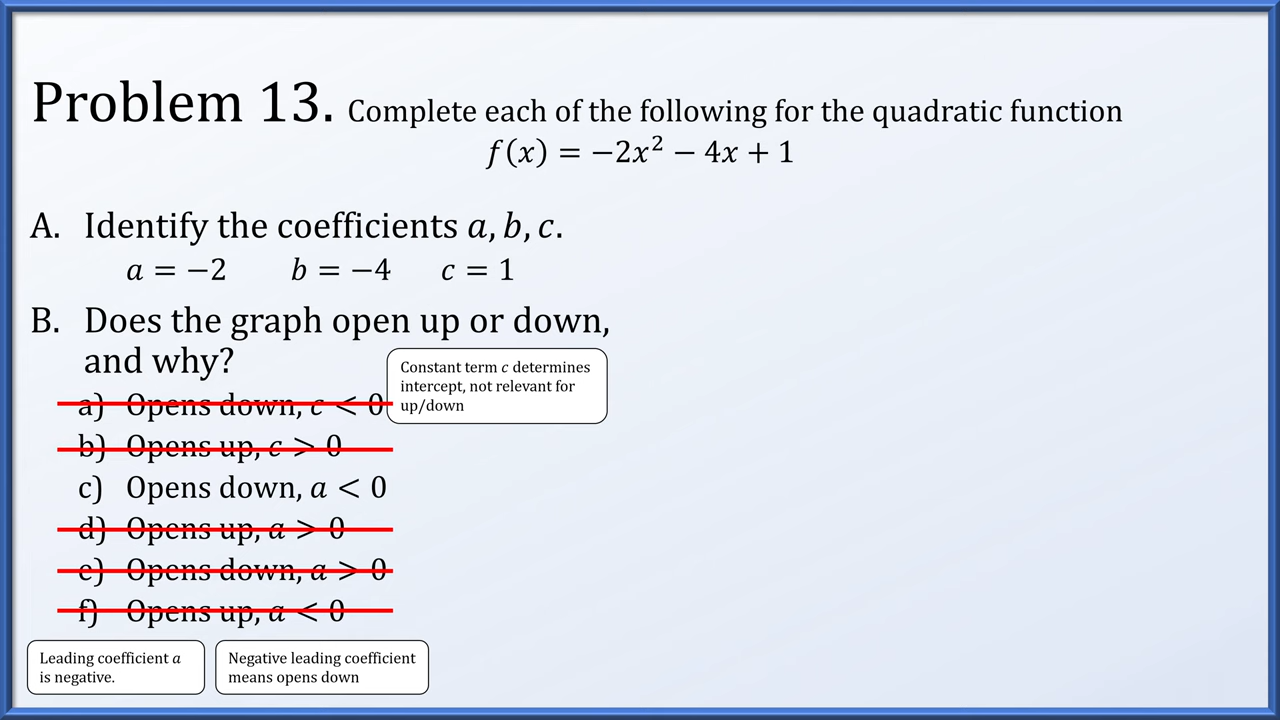 Problem 13. Complete each of the following for the quadratic function
f(x) = −2x² − 4x + 1
A. Identify the coefficients a, b, c.
a = −2 b = −4 c = 1
B. Does the graph open up or down,
and why?
Constant term c determines
intercept, not relevant for
up/down
a) Opens down, c < 0
b) Opens up, c > 0
c) Opens down, a < 0
d) Opens up, a > 0
e) Opens down, a > 0
f) Opens up, a < 0
Leading coefficient a
is negative.
Negative leading coefficient
means opens down